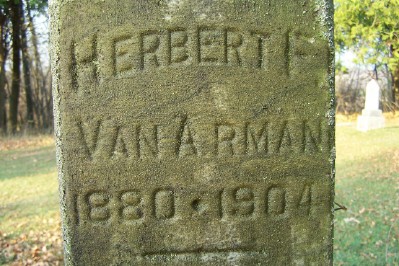 HERBERT F
VAN ARMAN
1880 • 1904